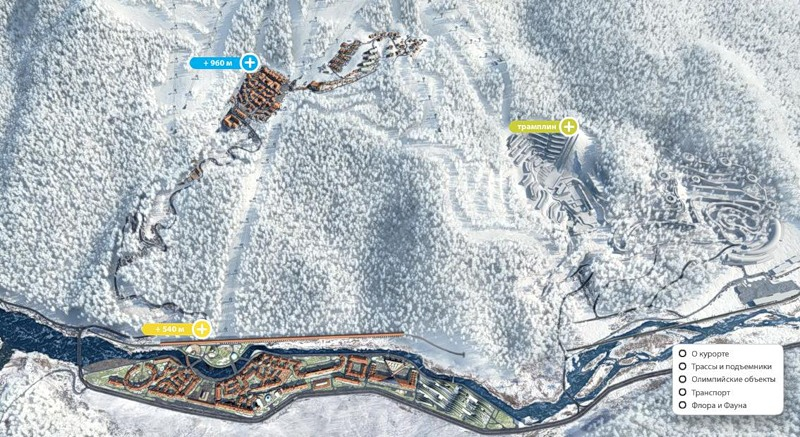 + 960 м
трамплин
+ 540 м
О курорте
Трассы и подъемники
Олимпийские объекты
Транспорт
Флора и Фауна